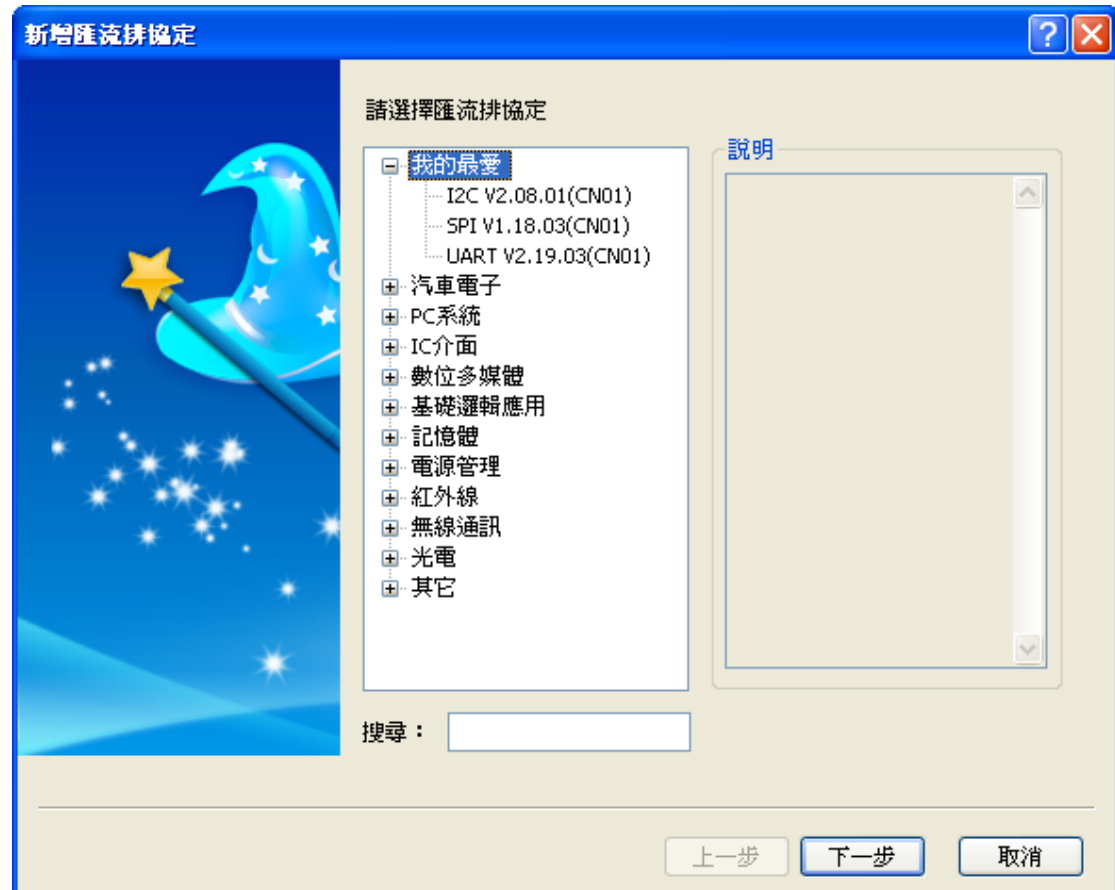 新增匯流排協定
請選擇匯流排協定
我的最愛
I2C V2.08.01(CN01)
SPI V1.18.03(CN01)
UART V2.19.03(CN01)
汽車電子
PC系統
IC介面
數位多媒體
基礎邏輯應用
記憶體
電源管理
紅外線
無線通訊
光電
其它
說明
搜尋：
上一步
下一步
取消